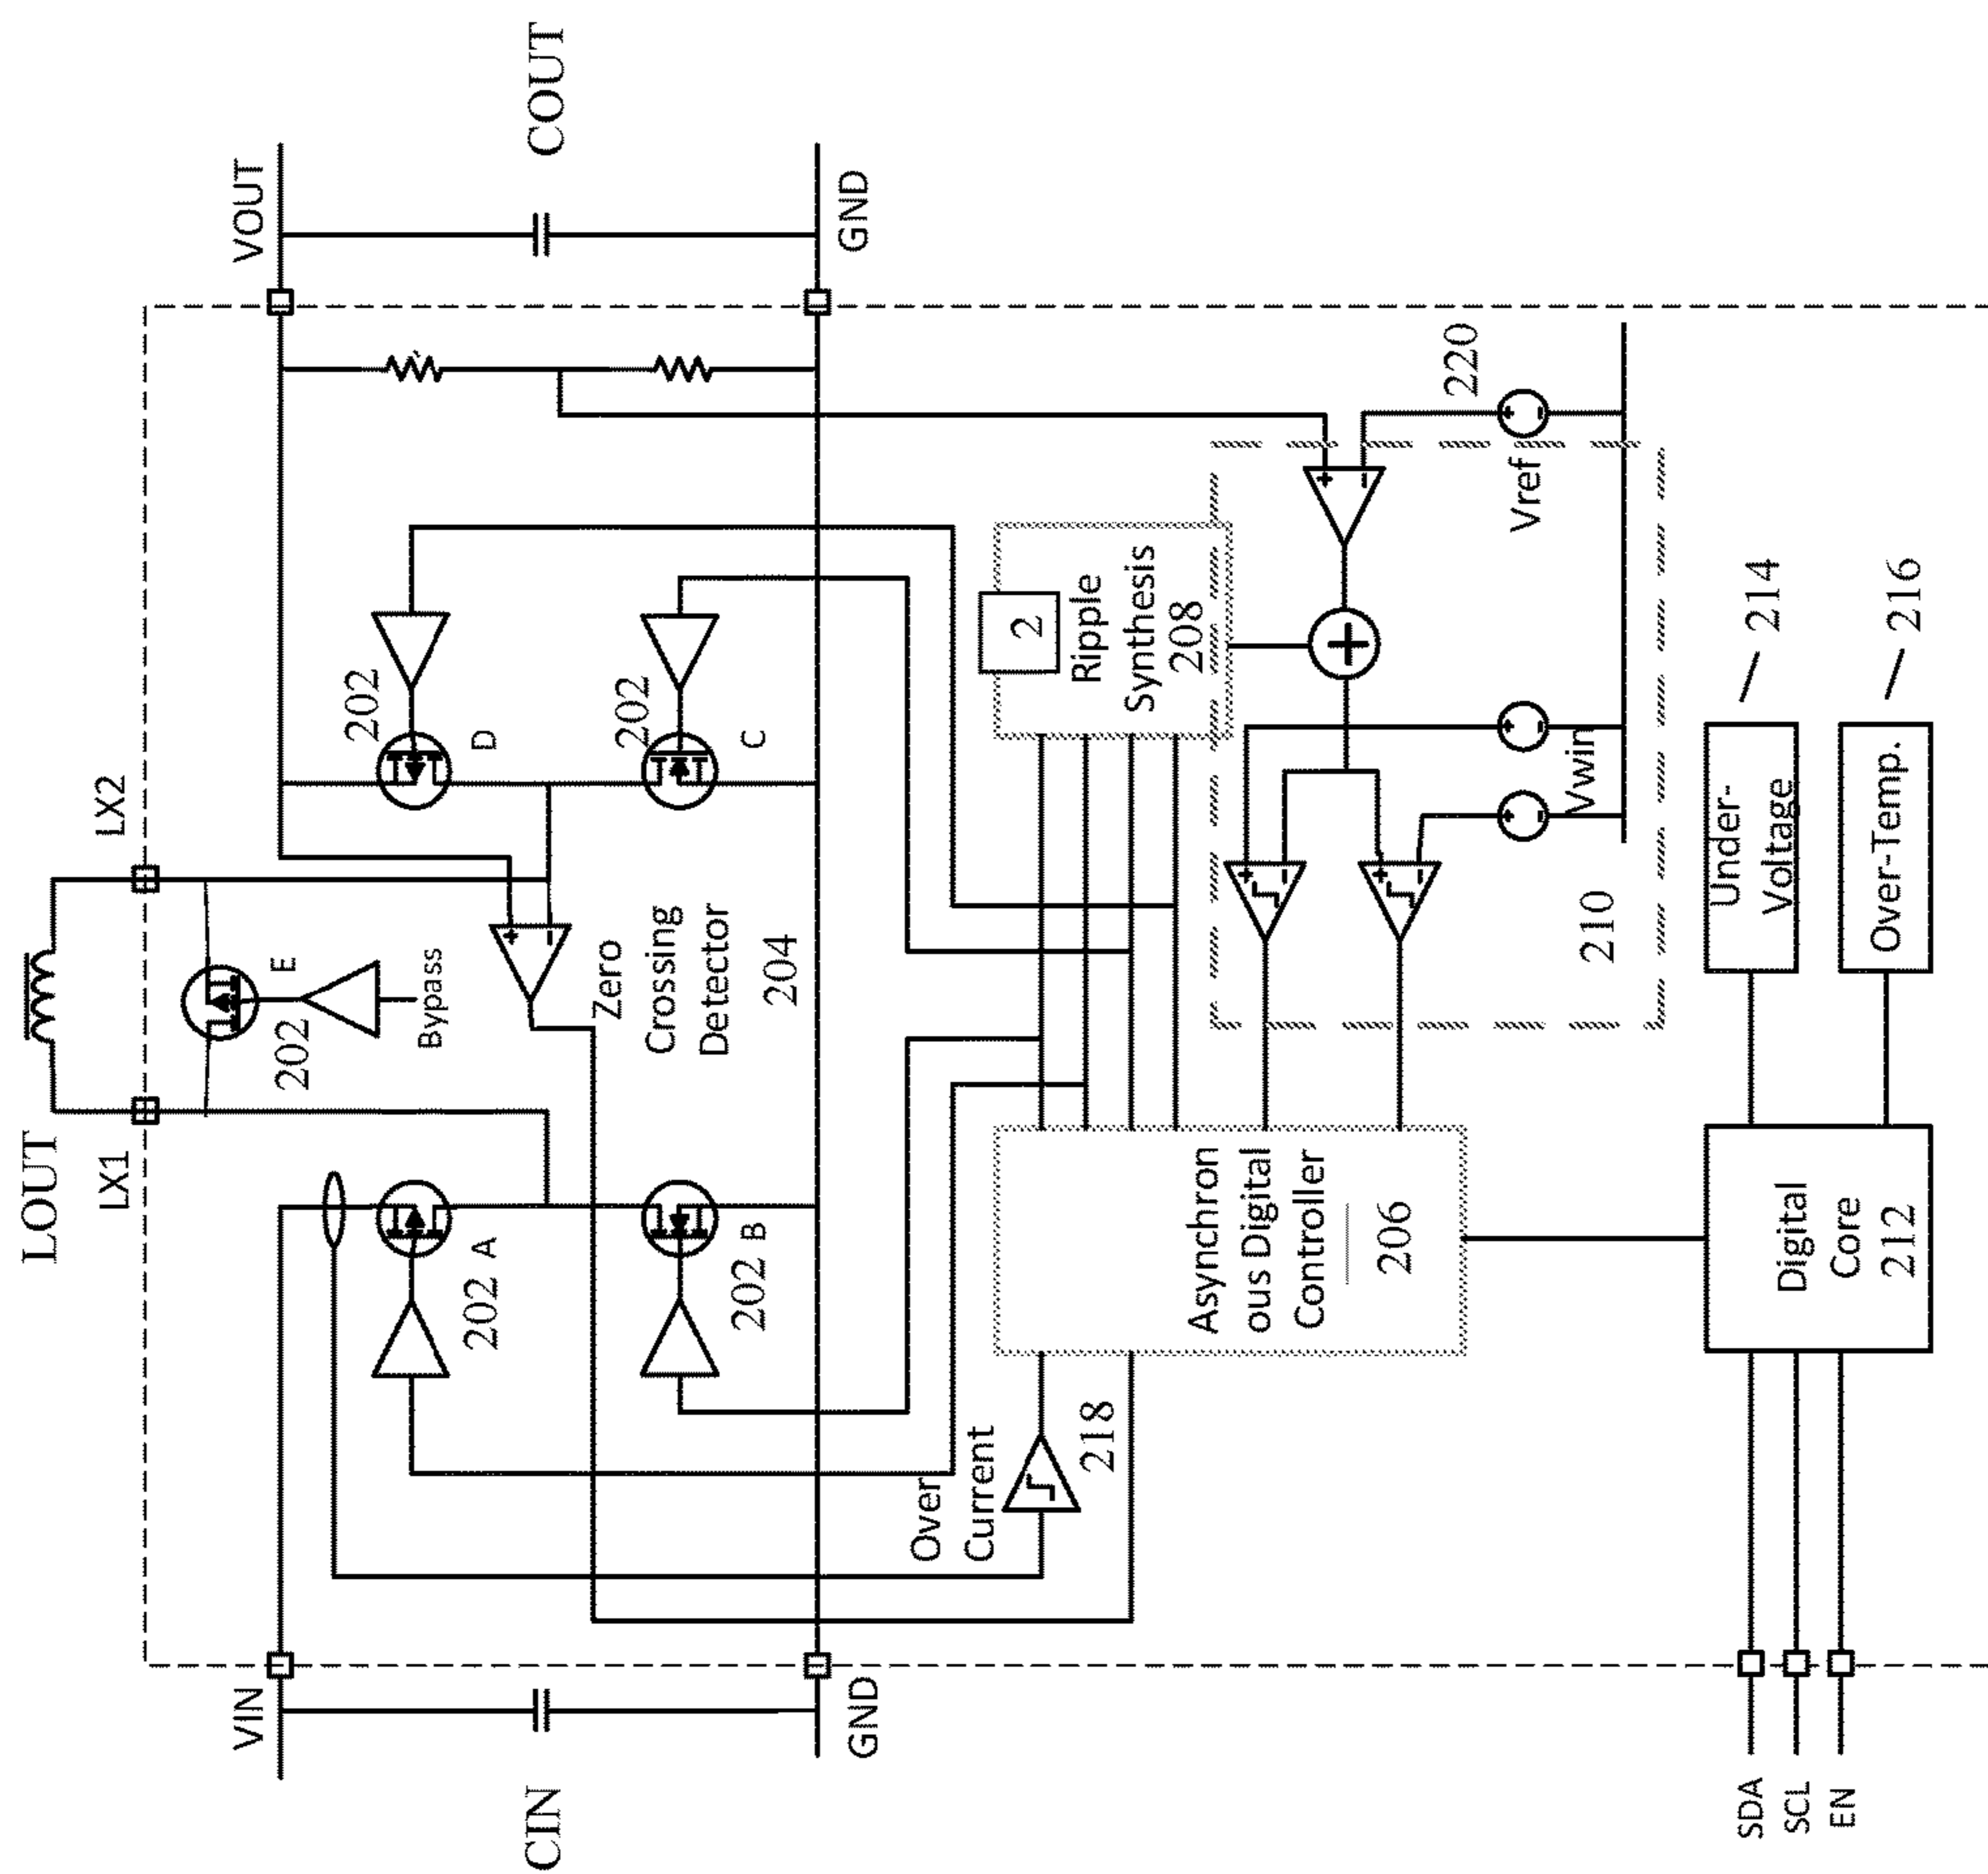 LOUT
LX1
LX2
VIN
VOUT
CIN
COUT
GND
GND
202
E
Bypass
202
A
202
D
202
B
202
C
+
−
Zero
Crossing
Detector
204
Over
Current
218
Asynchron
ous Digital
Controller
206
2
Ripple
Synthesis
208
+
−
+
+
−
+
−
210
Vref
220
+
−
Vwin
+
−
+
−
Digital
Core
212
Under-
Voltage
214
Over-Temp.
216
SDA
SCL
EN